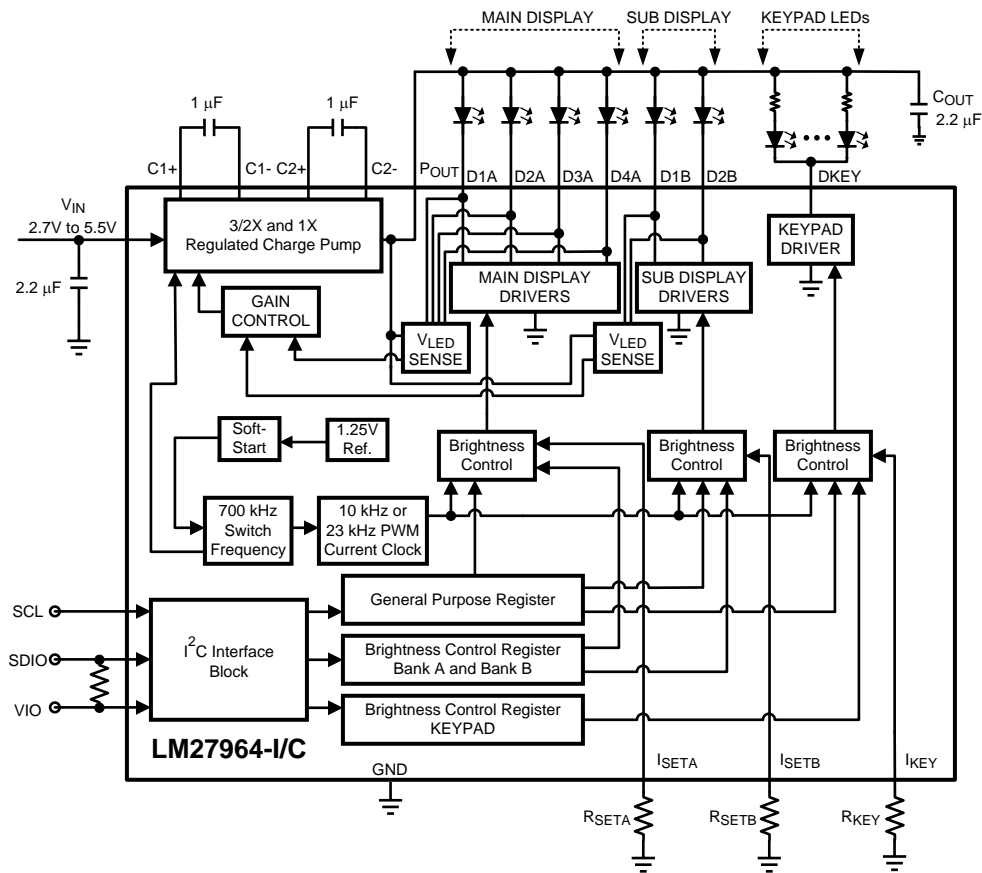 MAIN DISPLAY
SUB DISPLAY
KEYPAD LEDs
1 μF
1 μF
COUT
2.2 μF
C1+
C1-
C2+
C2-
POUT
D1A
D2A
D3A
D4A
D1B
D2B
DKEY
VIN
2.7V to 5.5V
3/2X and 1X
Regulated Charge Pump
KEYPAD
DRIVER
2.2 μF
MAIN DISPLAY
DRIVERS
SUB DISPLAY
DRIVERS
GAIN
CONTROL
VLED
SENSE
VLED
SENSE
Soft-
Start
1.25V
Ref.
Brightness
Control
Brightness
Control
Brightness
Control
700 kHz
Switch
Frequency
10 kHz or
23 kHz PWM
Current Clock
SCL
SDIO
VIO
I2C Interface
Block
General Purpose Register
Brightness Control Register
Bank A and Bank B
Brightness Control Register
KEYPAD
LM27964-I/C
GND
ISETA
ISETB
IKEY
RSETA
RSETB
RKEY